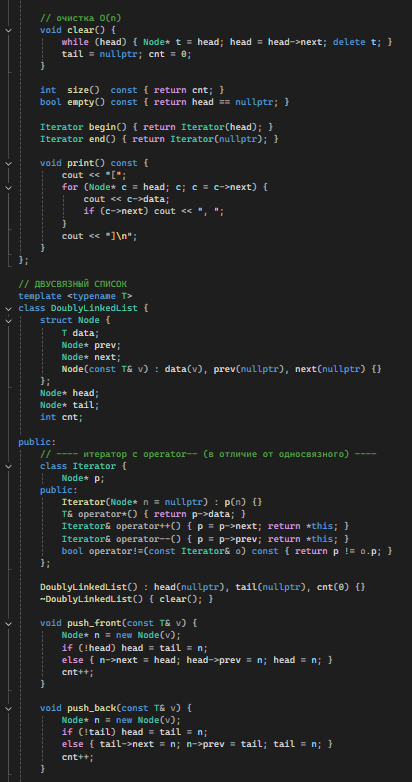 // очистка O(n)
void clear() {
while (head) { Node* t = head; head = head->next; delete t; }
tail = nullptr; cnt = 0;
}
int  size()  const { return cnt; }
bool empty() const { return head == nullptr; }
Iterator begin() { return Iterator(head); }
Iterator end() { return Iterator(nullptr); }
void print() const {
cout << "[";
for (Node* c = head; c; c = c->next) {
cout << c->data;
if (c->next) cout << ", ";
}
cout << "]\n";
}
};
// ДВУСВЯЗНЫЙ СПИСОК
template <typename T>
class DoublyLinkedList {
struct Node {
T data;
Node* prev;
Node* next;
Node(const T& v) : data(v), prev(nullptr), next(nullptr) {}
};
Node* head;
Node* tail;
int cnt;
public:
// ---- итератор с operator-- (в отличие от односвязного) ----
class Iterator {
Node* p;
public:
Iterator(Node* n = nullptr) : p(n) {}
T& operator*() { return p->data; }
Iterator& operator++() { p = p->next; return *this; }
Iterator& operator--() { p = p->prev; return *this; }
bool operator!=(const Iterator& o) const { return p != o.p; }
};
DoublyLinkedList() : head(nullptr), tail(nullptr), cnt(0) {}
~DoublyLinkedList() { clear(); }
void push_front(const T& v) {
Node* n = new Node(v);
if (!head) head = tail = n;
else { n->next = head; head->prev = n; head = n; }
cnt++;
}
void push_back(const T& v) {
Node* n = new Node(v);
if (!tail) head = tail = n;
else { tail->next = n; n->prev = tail; tail = n; }
cnt++;
}